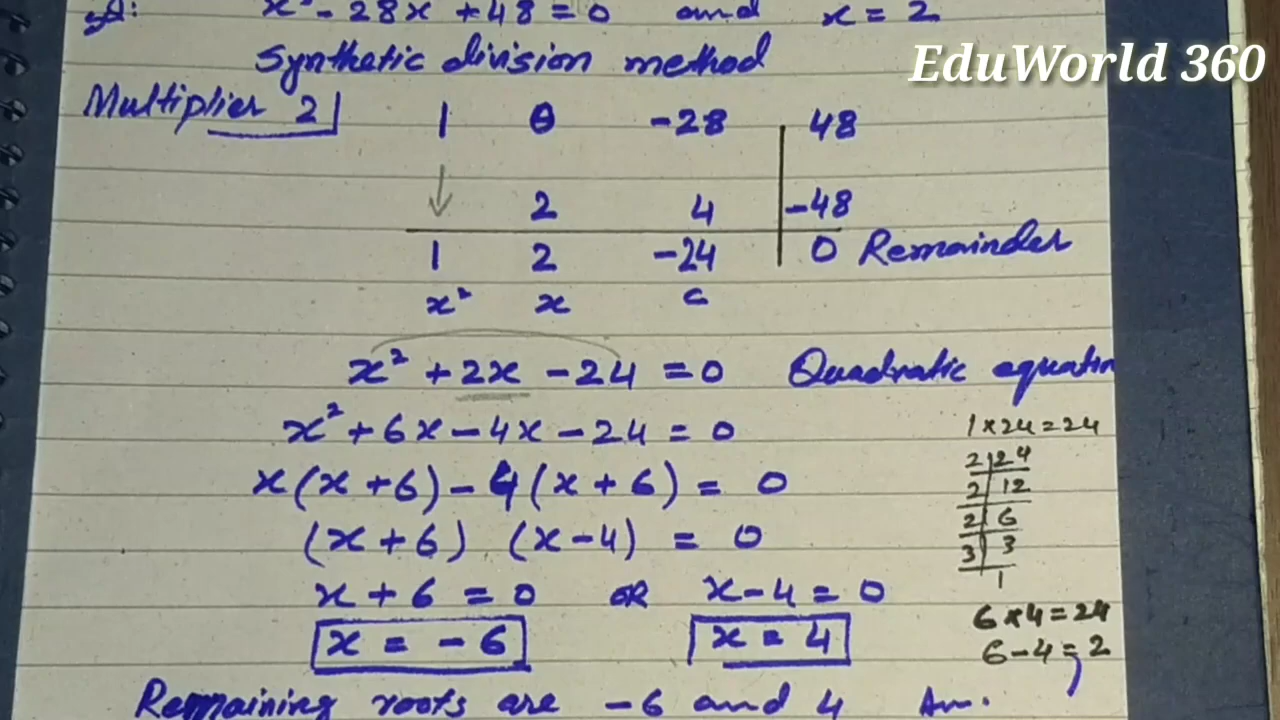 Sol: x³ - 28x + 48 = 0 and x = 2
Synthetic division method
EduWorld 360
Multiplier 2 1 0 -28 48
2 4 -48
1 2 -24 0 Remainder
x² x c
x² + 2x - 24 = 0 Quadratic equation
x² + 6x - 4x - 24 = 0
x(x + 6) - 4(x + 6) = 0
(x + 6) (x - 4) = 0
x + 6 = 0 OR x - 4 = 0
x = -6 x = 4
Remaining roots are -6 and 4 Ans.
1 × 24 = 24
2 24
2 12
2 6
3 3
1
6 × 4 = 24
6 - 4 = 2